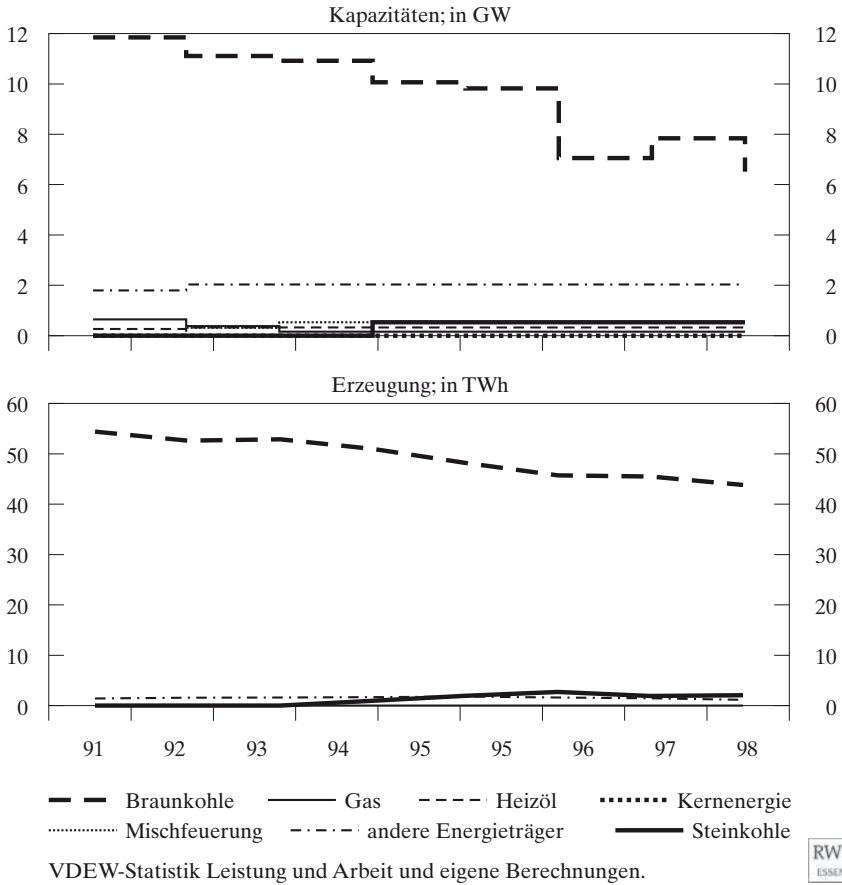 Kapazitäten; in GW
12 12
10 10
8 8
6 6
4 4
2 2
0 0
Erzeugung; in TWh
60 60
50 50
40 40
30 30
20 20
10 10
0 0
91 92 93 94 95 95 96 97 98
Braunkohle Gas Heizöl Kernenergie
Mischfeuerung andere Energieträger Steinkohle
VDEW-Statistik Leistung und Arbeit und eigene Berechnungen.
RW
ESSEN